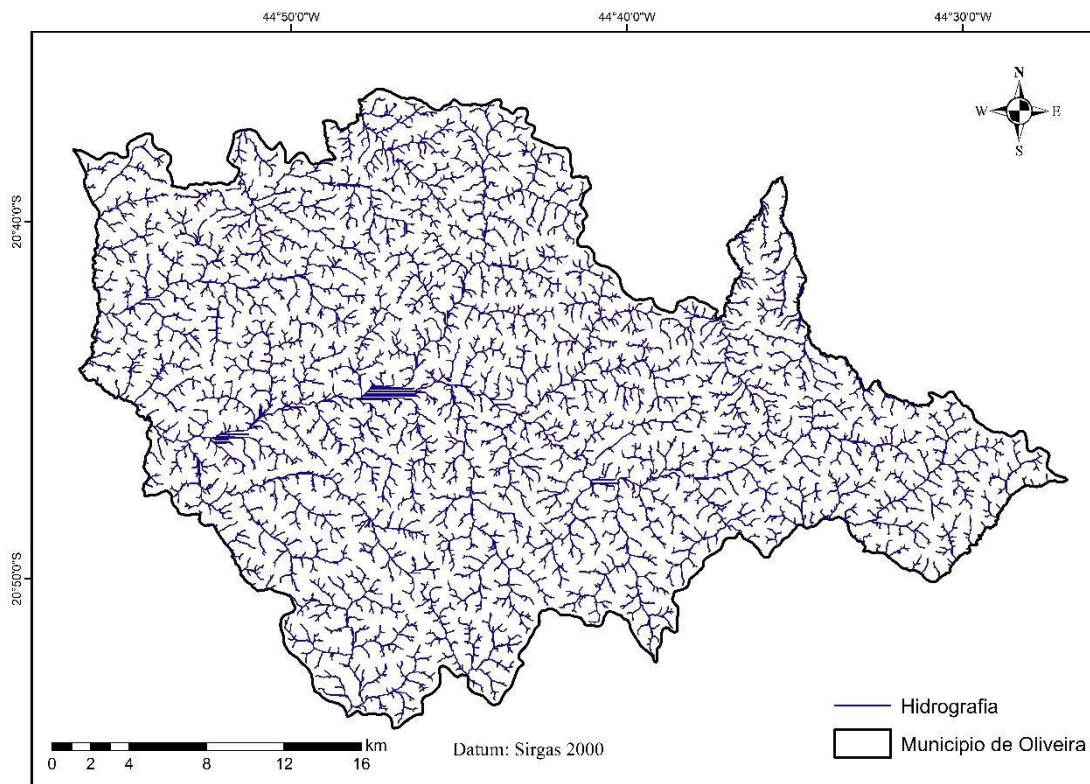 44°50'0"W 44°40'0"W 44°30'0"W
N
W E
S
20°40'0"S
20°50'0"S
Hidrografia
Municipio de Oliveira
km
0 2 4 8 12 16
Datum: Sirgas 2000